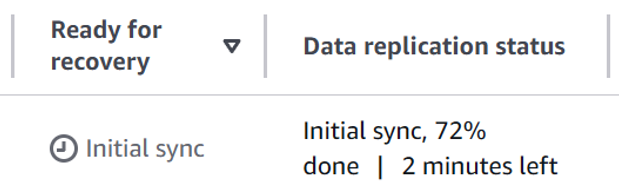 Ready for
recovery
Data replication status
Initial sync
Initial sync, 72%
done | 2 minutes left